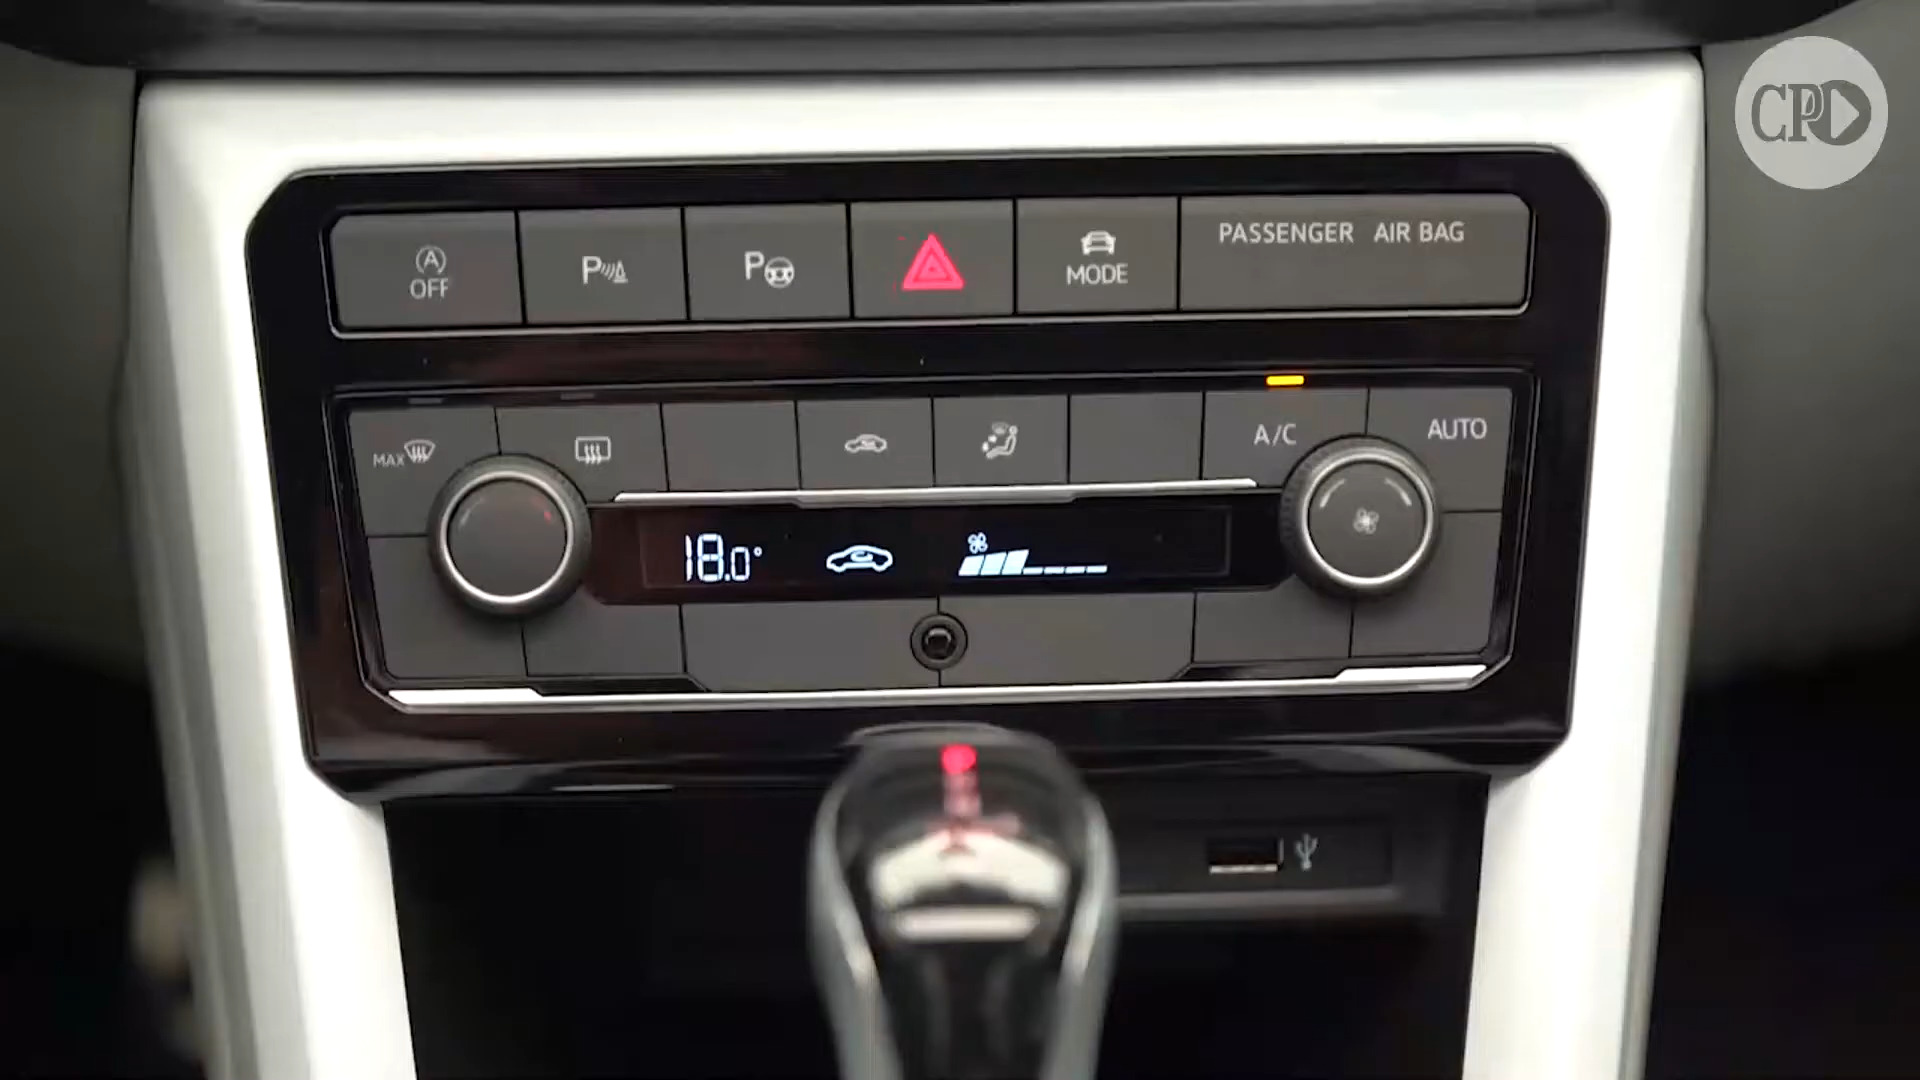 CPD
A
OFF
P
P
MODE
PASSENGER AIR BAG
MAX
A/C
AUTO
18.0°